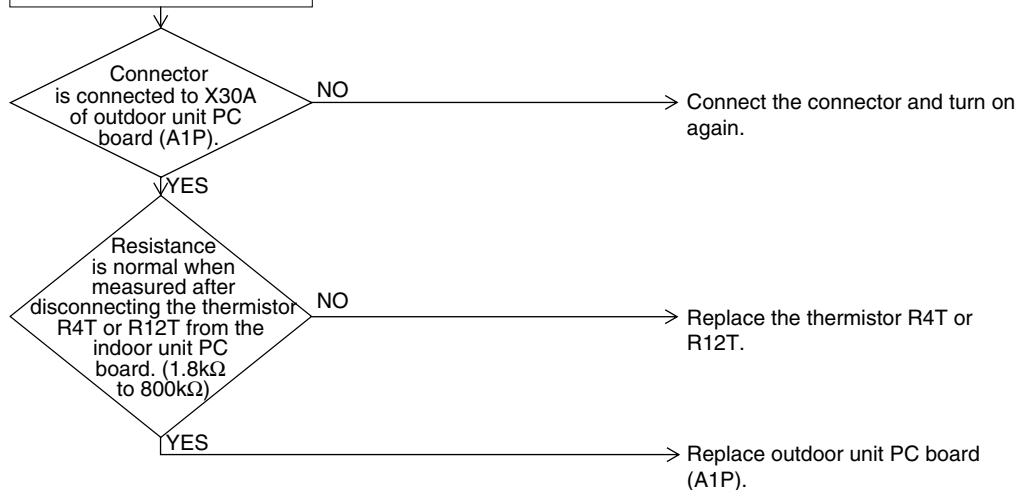 Connector
is connected to X30A
of outdoor unit PC
board (A1P).
NO
Connect the connector and turn on
again.
YES
Resistance
is normal when
measured after
disconnecting the thermistor
R4T or R12T from the
indoor unit PC
board. (1.8kΩ
to 800kΩ)
NO
Replace the thermistor R4T or
R12T.
YES
Replace outdoor unit PC board
(A1P).